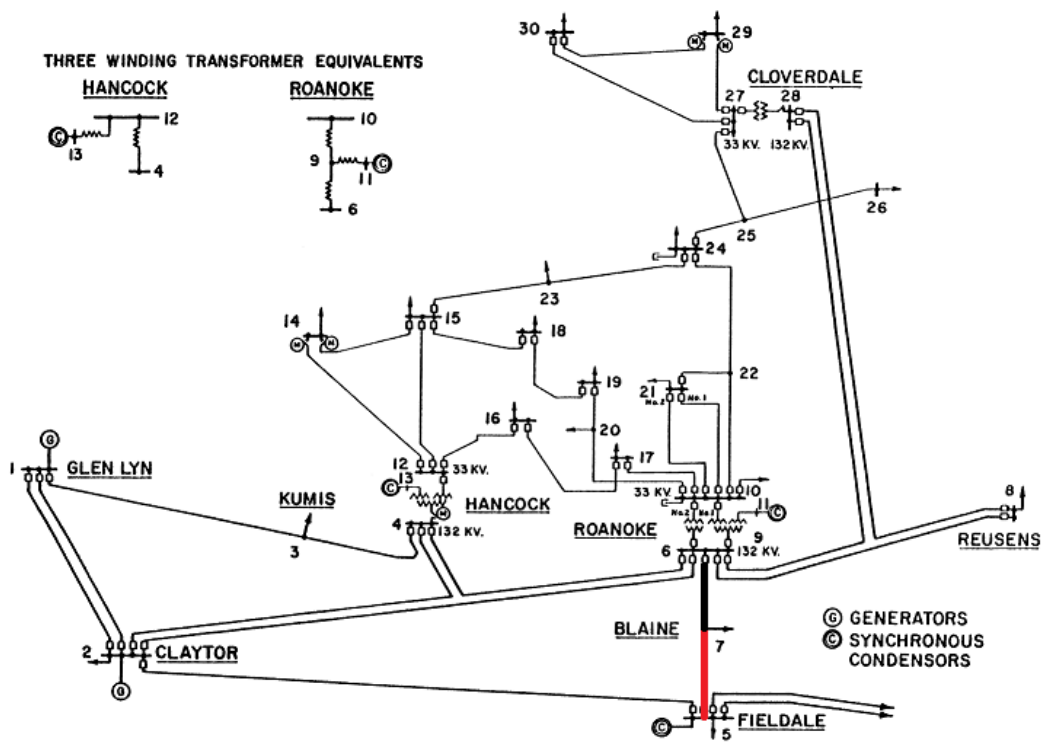 THREE WINDING TRANSFORMER EQUIVALENTS
HANCOCK
ROANOKE
12
C
13
4
10
9
C
11
6
30
29
M
M
CLOVERDALE
27
28
33 KV.
132 KV.
26
25
24
23
14
M
M
15
18
22
21
No.2
No.1
19
16
20
17
1
G
GLEN LYN
12
33 KV.
13
C
HANCOCK
M
4
132 KV.
KUMIS
3
33 KV.
10
No.2
No.1
11
C
ROANOKE
9
6
132 KV.
8
REUSENS
BLAINE
7
2
CLAYTOR
G
G GENERATORS
C SYNCHRONOUS
CONDENSORS
C
5
FIELDALE